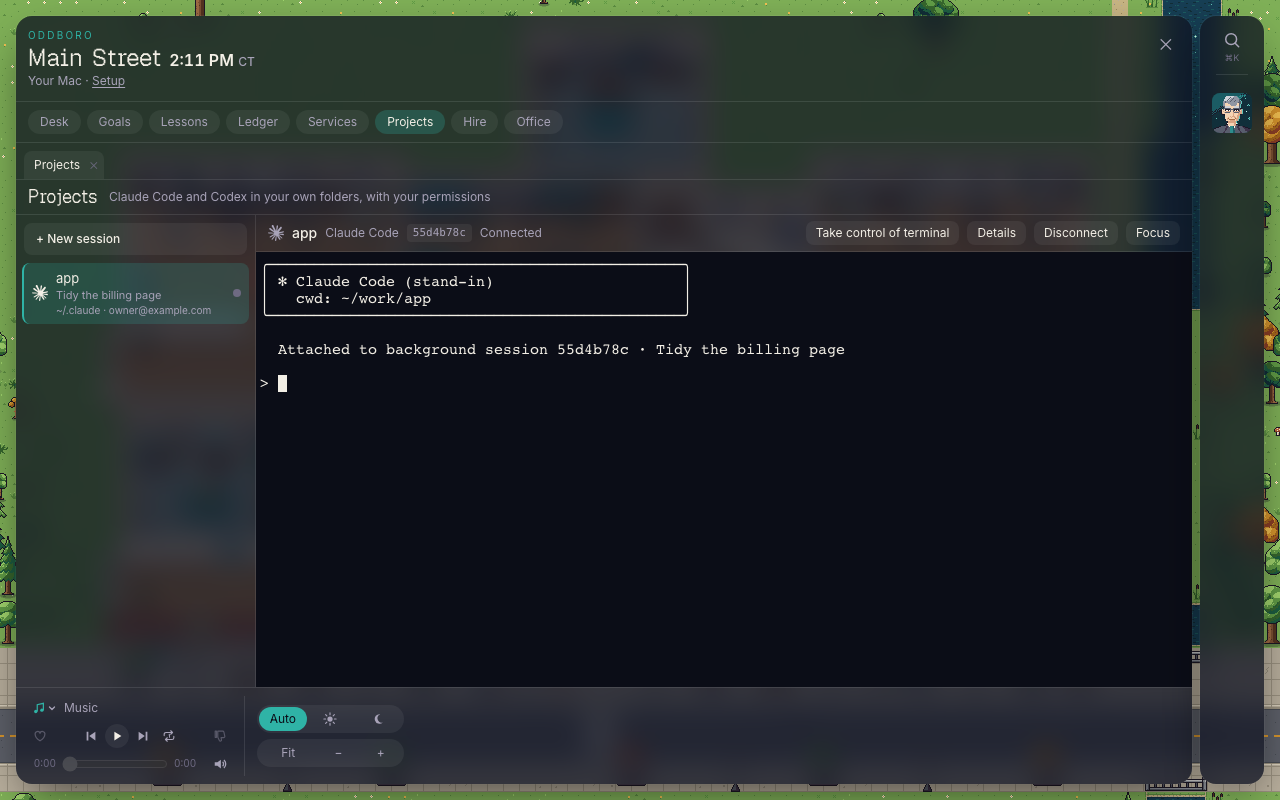 ODDBORO
Main Street 2:11 PM CT
Your Mac · Setup
⌘K
Desk Goals Lessons Ledger Services Projects Hire Office
Projects ×
Projects Claude Code and Codex in your own folders, with your permissions
+ New session
app Claude Code 55d4b78c Connected Take control of terminal Details Disconnect Focus
app
Tidy the billing page
~/.claude · owner@example.com
✻ Claude Code (stand-in)
cwd: ~/work/app
Attached to background session 55d4b78c · Tidy the billing page
>
Music
0:00 0:00
Auto
Fit − +